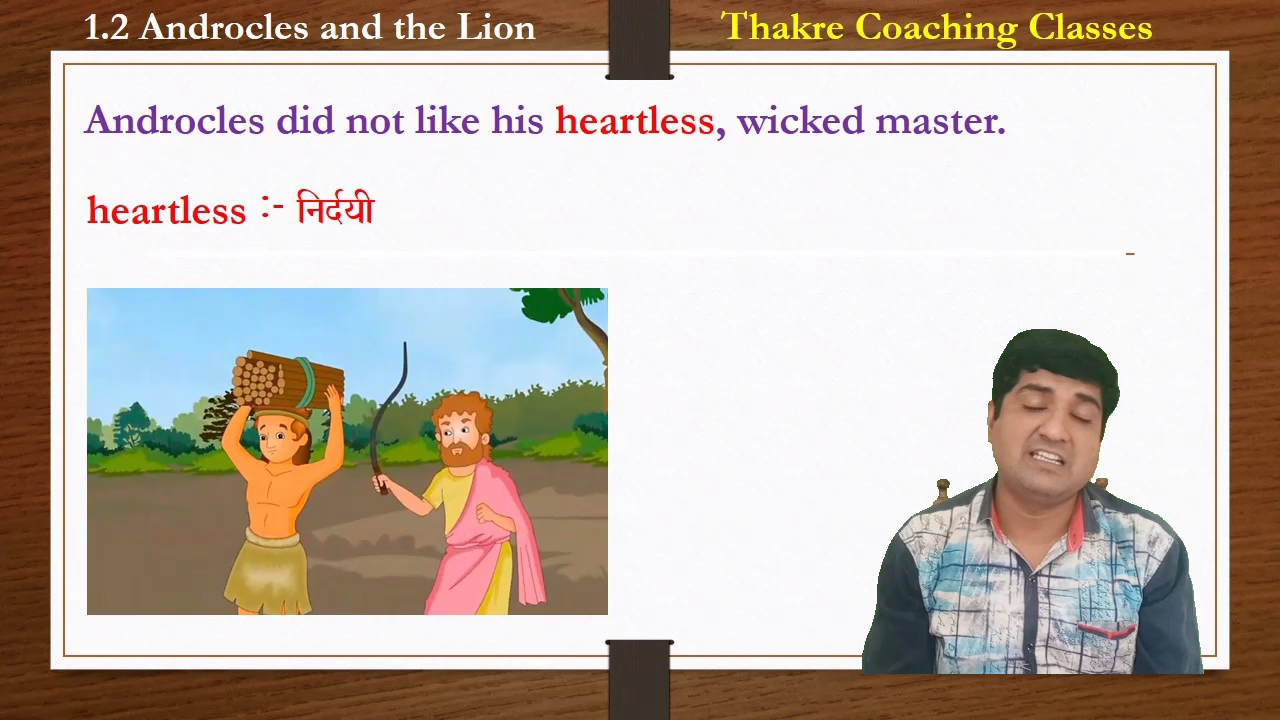 1.2 Androcles and the Lion
Thakre Coaching Classes
Androcles did not like his heartless, wicked master.
heartless :- निर्दयी